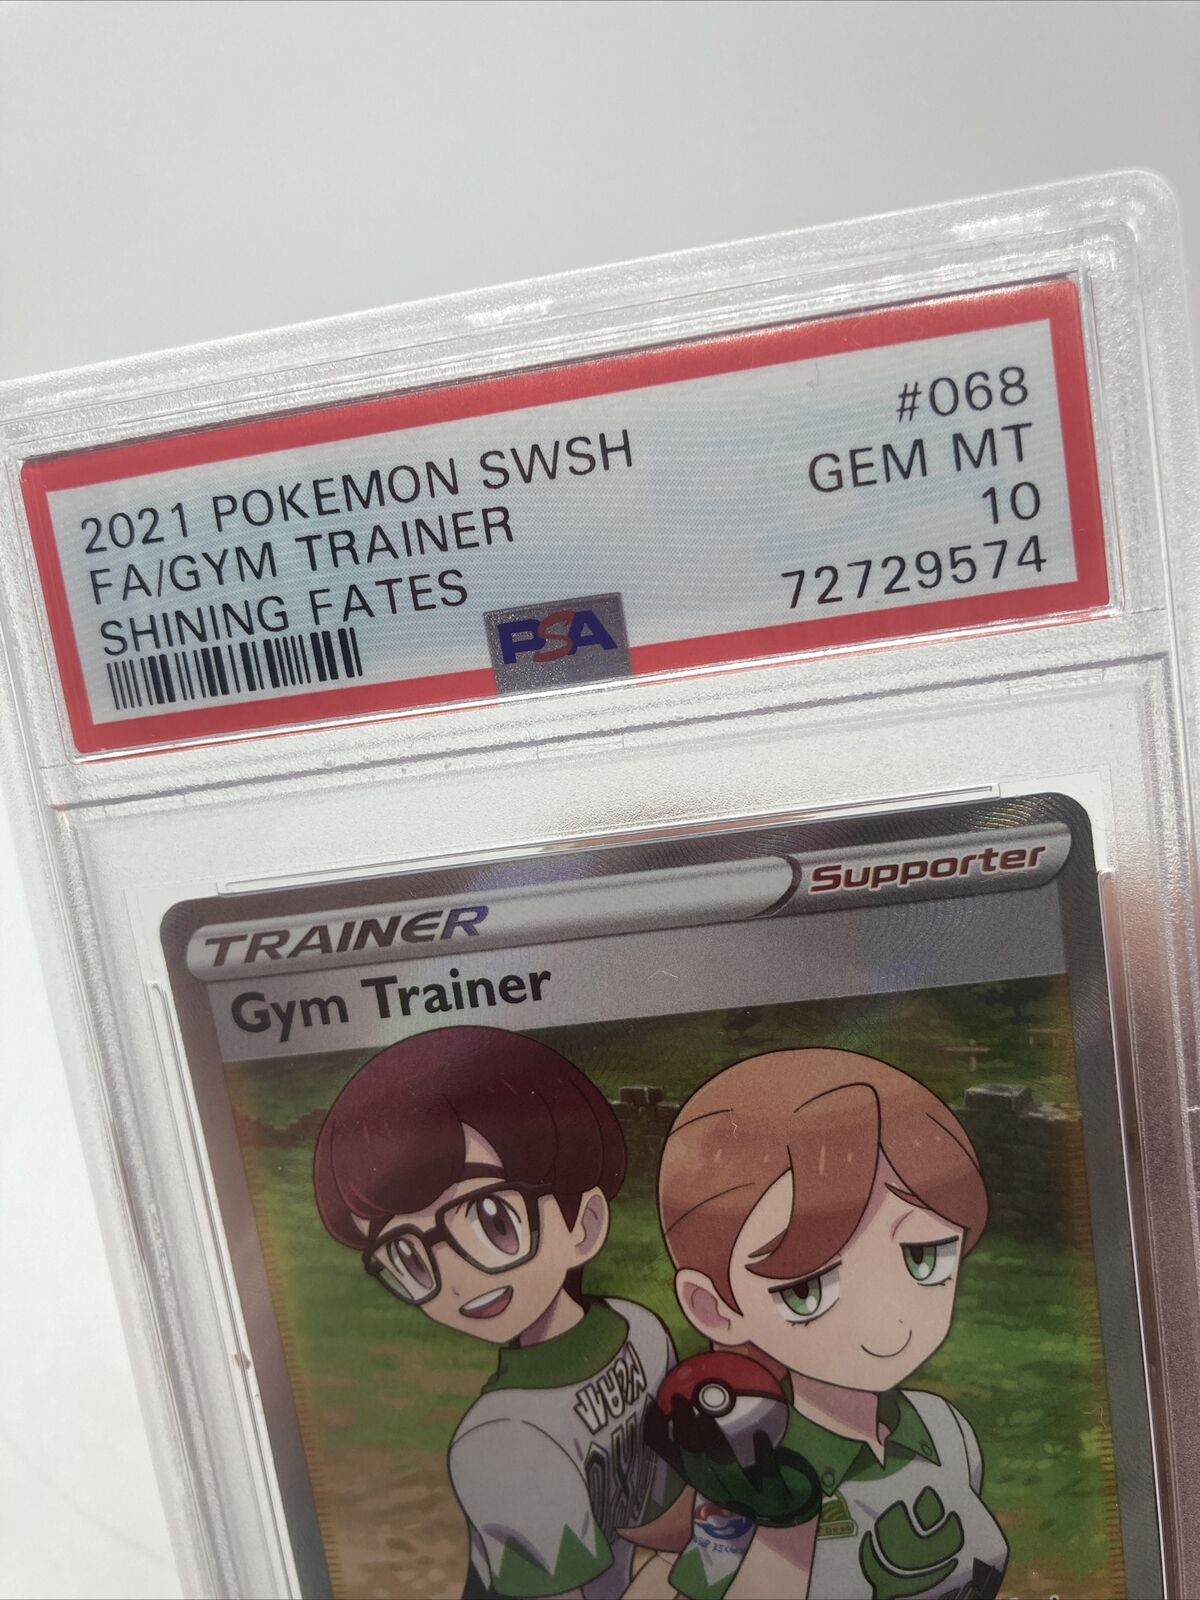 2021 POKEMON SWSH #068
FA/GYM TRAINER GEM MT
SHINING FATES 10
72729574
PSA
TRAINER Supporter
Gym Trainer